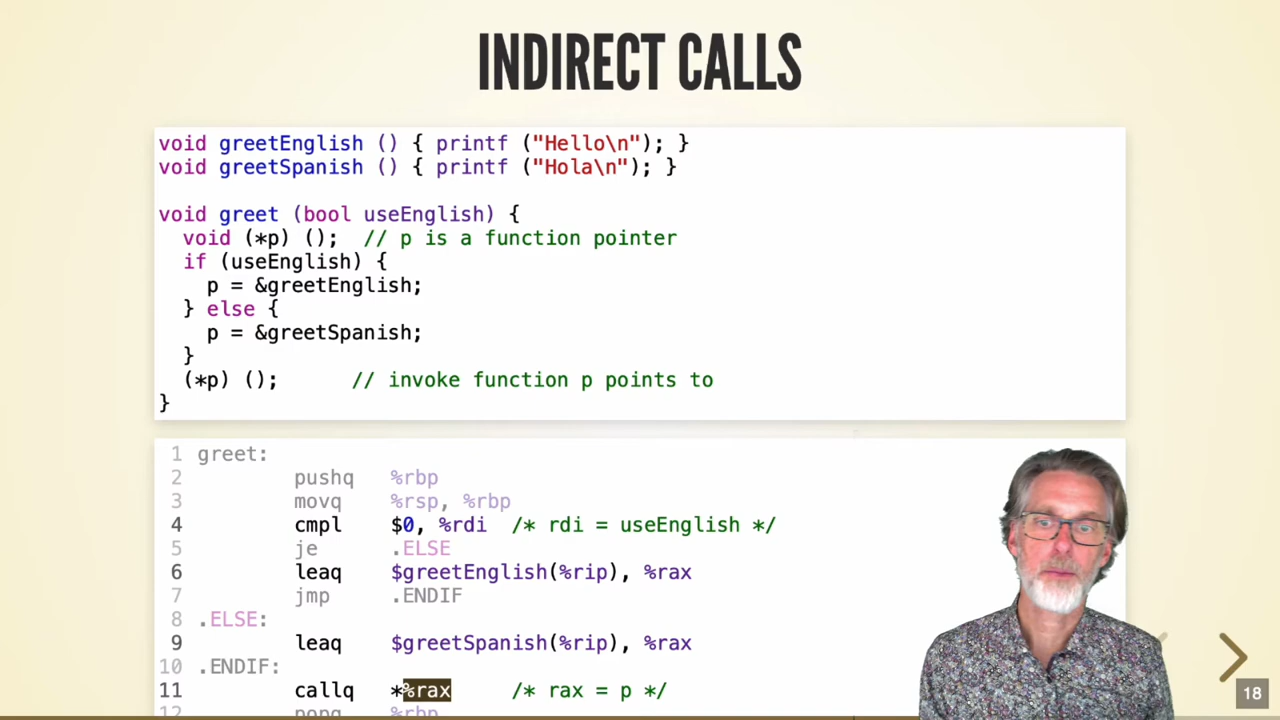 INDIRECT CALLS
void greetEnglish () { printf ("Hello\n"); }
void greetSpanish () { printf ("Hola\n"); }
void greet (bool useEnglish) {
void (*p) (); // p is a function pointer
if (useEnglish) {
p = &greetEnglish;
} else {
p = &greetSpanish;
}
(*p) (); // invoke function p points to
}
1 greet:
2 pushq %rbp
3 movq %rsp, %rbp
4 cmpl $0, %rdi /* rdi = useEnglish */
5 je .ELSE
6 leaq $greetEnglish(%rip), %rax
7 jmp .ENDIF
8 .ELSE:
9 leaq $greetSpanish(%rip), %rax
10 .ENDIF:
11 callq *%rax /* rax = p */
12 popq %rbp
18